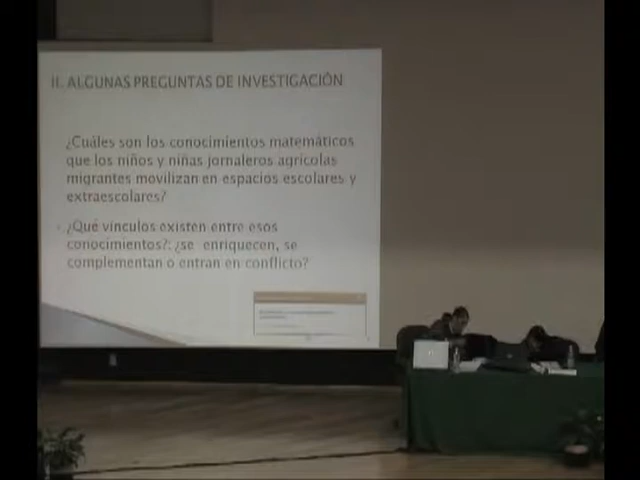 II. ALGUNAS PREGUNTAS DE INVESTIGACIÓN
¿Cuáles son los conocimientos matemáticos
que los niños y niñas jornaleros agrícolas
migrantes movilizan en espacios escolares y
extraescolares?
¿Qué vínculos existen entre esos
conocimientos?: ¿se enriquecen, se
complementan o entran en conflicto?